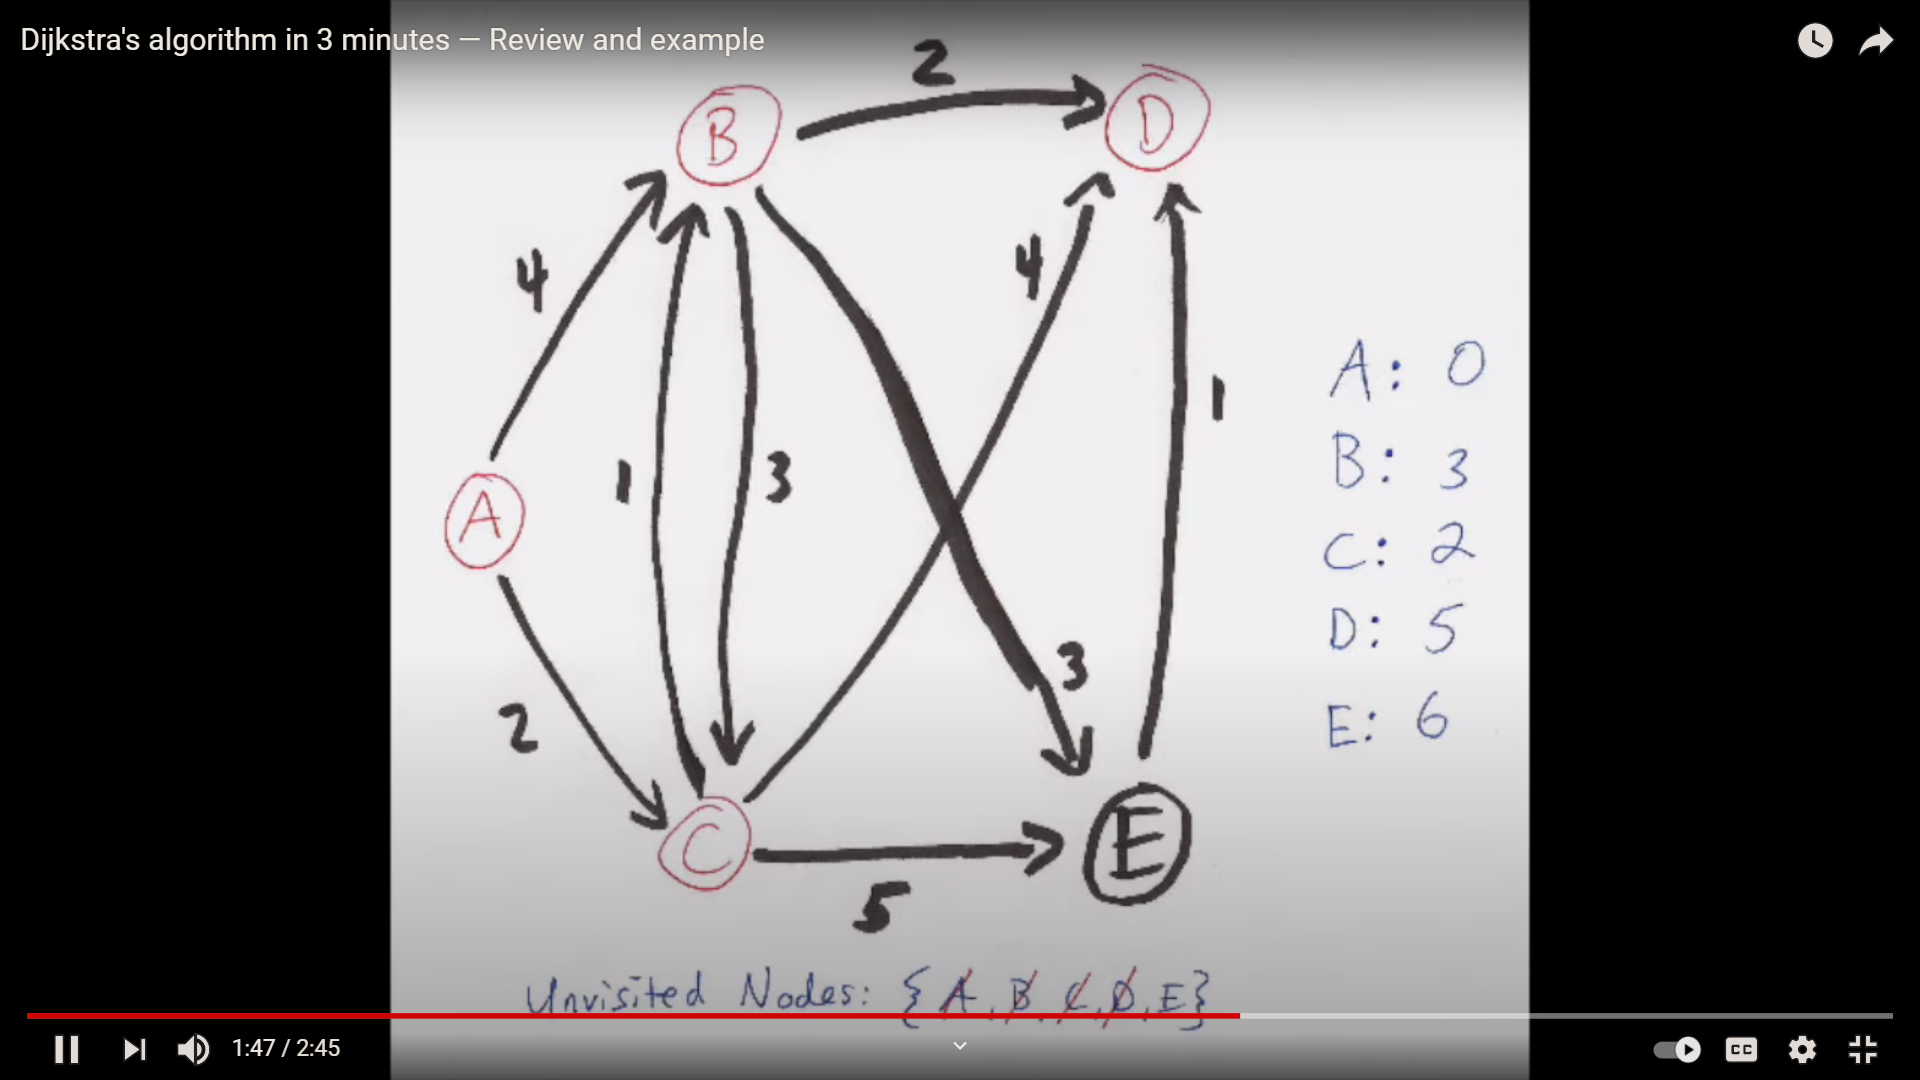 Dijkstra's algorithm in 3 minutes — Review and example
2
B
D
4
4
1
A: 0
B: 3
1
3
A
C: 2
D: 5
3
2
E: 6
C
E
5
Unvisited Nodes: {A, B, C, D, E}
1:47 / 2:45
CC